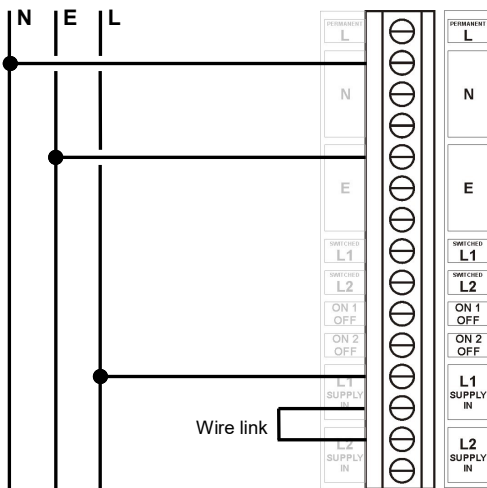 N E L
PERMANENT
L
PERMANENT
L
N
N
E
E
SWITCHED
L1
SWITCHED
L1
SWITCHED
L2
SWITCHED
L2
ON 1
OFF
ON 1
OFF
ON 2
OFF
ON 2
OFF
L1
SUPPLY
IN
L1
SUPPLY
IN
Wire link
L2
SUPPLY
IN
L2
SUPPLY
IN